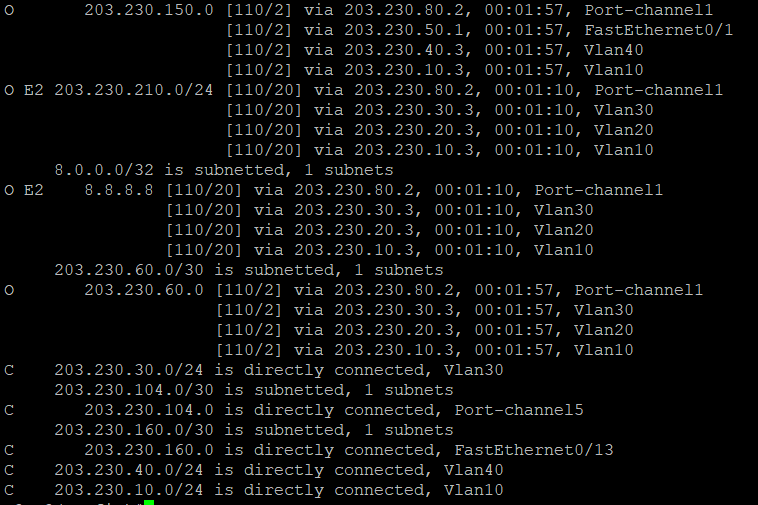 O 203.230.150.0 [110/2] via 203.230.80.2, 00:01:57, Port-channel1
[110/2] via 203.230.50.1, 00:01:57, FastEthernet0/1
[110/2] via 203.230.40.3, 00:01:57, Vlan40
[110/2] via 203.230.10.3, 00:01:57, Vlan10
O E2 203.230.210.0/24 [110/20] via 203.230.80.2, 00:01:10, Port-channel1
[110/20] via 203.230.30.3, 00:01:10, Vlan30
[110/20] via 203.230.20.3, 00:01:10, Vlan20
[110/20] via 203.230.10.3, 00:01:10, Vlan10
8.0.0.0/32 is subnetted, 1 subnets
O E2 8.8.8.8 [110/20] via 203.230.80.2, 00:01:10, Port-channel1
[110/20] via 203.230.30.3, 00:01:10, Vlan30
[110/20] via 203.230.20.3, 00:01:10, Vlan20
[110/20] via 203.230.10.3, 00:01:10, Vlan10
203.230.60.0/30 is subnetted, 1 subnets
O 203.230.60.0 [110/2] via 203.230.80.2, 00:01:57, Port-channel1
[110/2] via 203.230.30.3, 00:01:57, Vlan30
[110/2] via 203.230.20.3, 00:01:57, Vlan20
[110/2] via 203.230.10.3, 00:01:57, Vlan10
C 203.230.30.0/24 is directly connected, Vlan30
203.230.104.0/30 is subnetted, 1 subnets
C 203.230.104.0 is directly connected, Port-channel5
203.230.160.0/30 is subnetted, 1 subnets
C 203.230.160.0 is directly connected, FastEthernet0/13
C 203.230.40.0/24 is directly connected, Vlan40
C 203.230.10.0/24 is directly connected, Vlan10